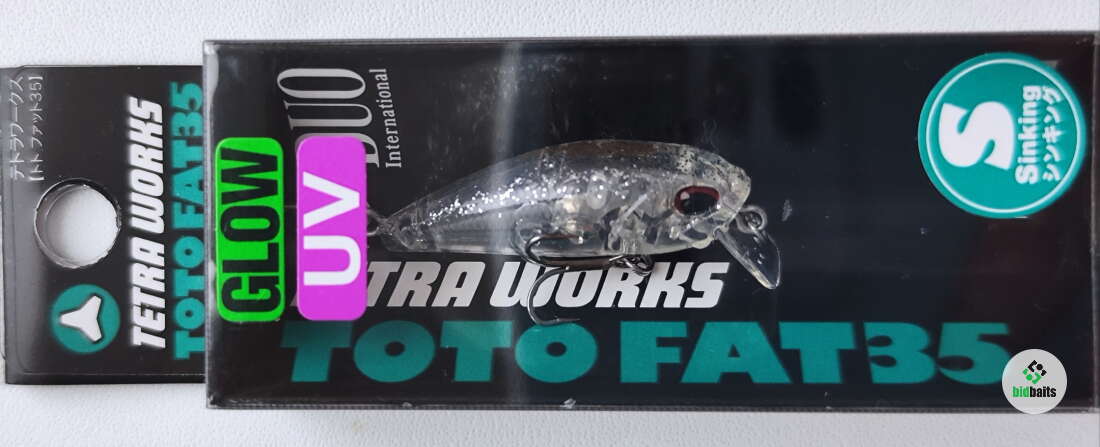 テトラワークス
【トトファット35】
TETRA WORKS
TOTO FAT35
GLOW
UV
DUO
International
TETRA WORKS
TOTO FAT35
S
Sinking
シンキング
bidbaits